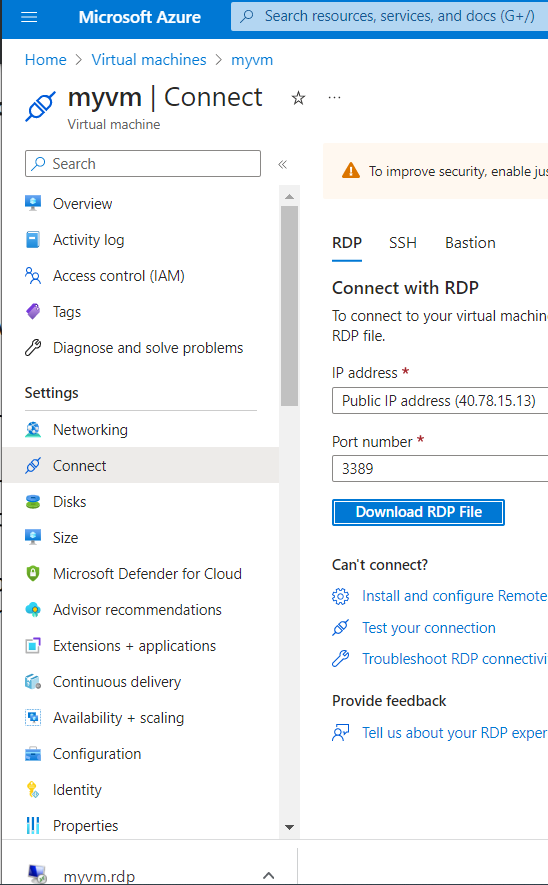 Microsoft Azure
Search resources, services, and docs (G+/)
Home > Virtual machines > myvm
myvm | Connect
Virtual machine
Search
Overview
Activity log
Access control (IAM)
Tags
Diagnose and solve problems
Settings
Networking
Connect
Disks
Size
Microsoft Defender for Cloud
Advisor recommendations
Extensions + applications
Continuous delivery
Availability + scaling
Configuration
Identity
Properties
To improve security, enable jus
RDP SSH Bastion
Connect with RDP
To connect to your virtual machin
RDP file.
IP address *
Public IP address (40.78.15.13)
Port number *
3389
Download RDP File
Can't connect?
Install and configure Remote
Test your connection
Troubleshoot RDP connectivi
Provide feedback
Tell us about your RDP exper
myvm.rdp